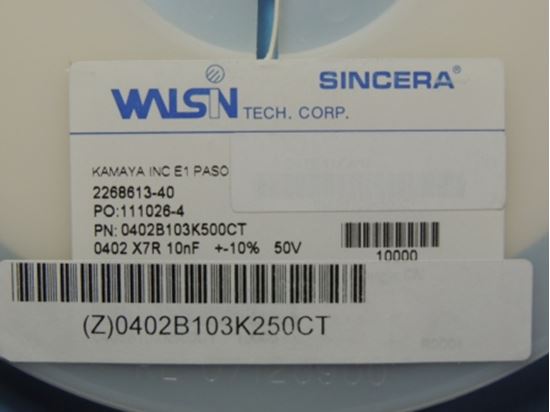 WALSIN TECH. CORP.
SINCERA®
KAMAYA INC E1 PASO
2268613-40
PO:111026-4
PN: 0402B103K500CT
0402 X7R 10nF +-10% 50V
10000
(Z)0402B103K250CT